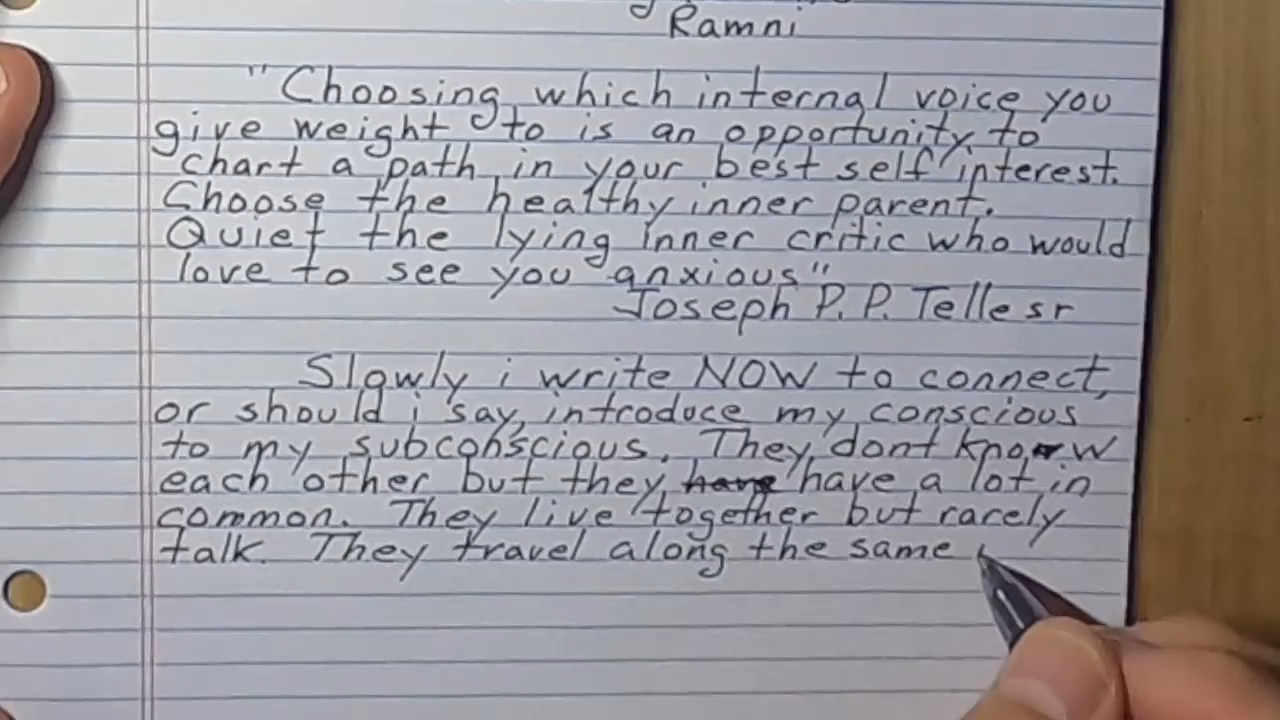 Ramni
"Choosing which internal voice you
give weight to is an opportunity to
chart a path in your best self interest.
Choose the healthy inner parent.
Quiet the lying inner critic who would
love to see you anxious"
Joseph P. P. Telle sr
Slowly i write NOW to connect,
or should i say, introduce my conscious
to my subconscious. They dont know
each other but they have have a lot in
common. They live together but rarely
talk. They travel along the same